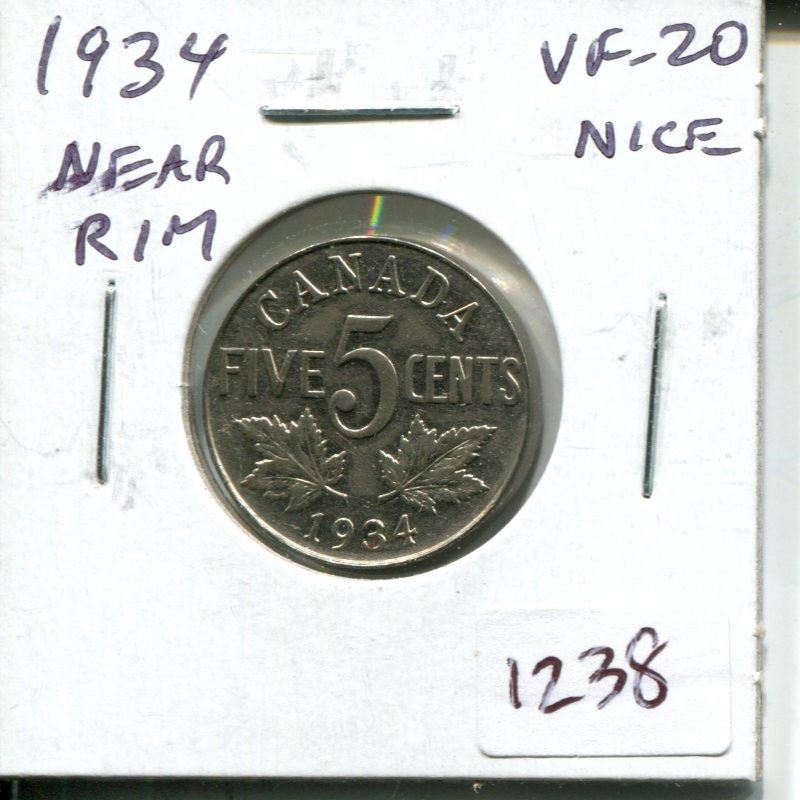 1934
VF-20
NEAR
NICE
RIM
CANADA
FIVE 5 CENTS
1934
1238